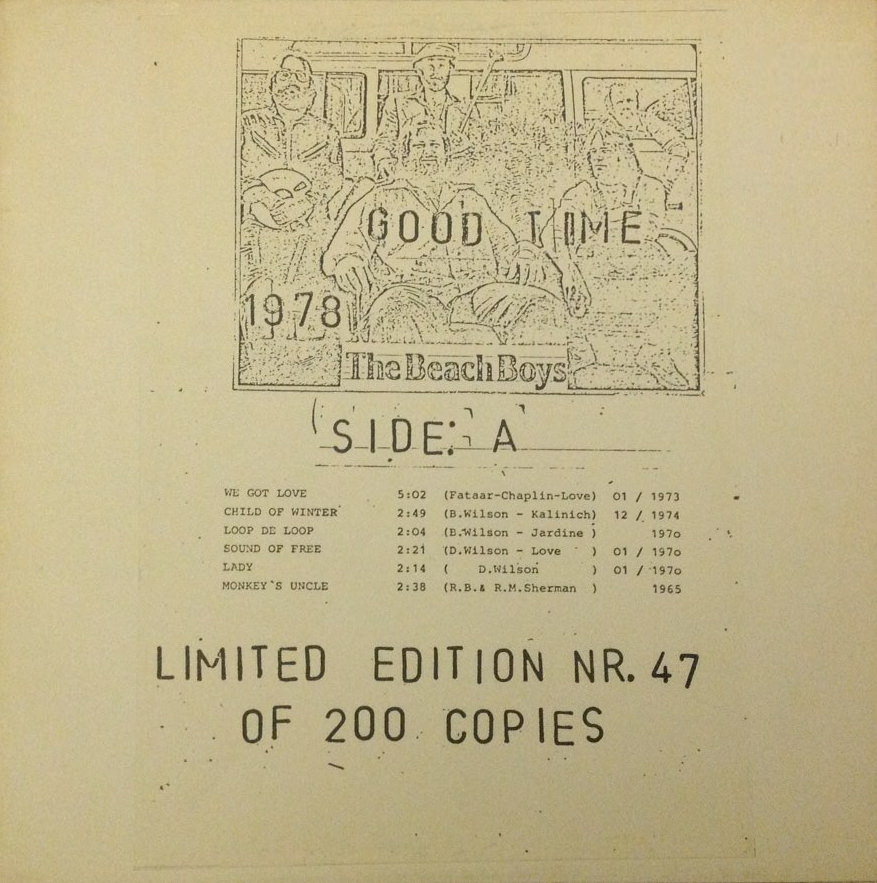 GOOD TIME
1978
The Beach Boys
SIDE: A
WE GOT LOVE 5:02 (Fataar-Chaplin-Love) 01 / 1973
CHILD OF WINTER 2:49 (B.Wilson - Kalinich) 12 / 1974
LOOP DE LOOP 2:04 (B.Wilson - Jardine ) 197o
SOUND OF FREE 2:21 (D.Wilson - Love ) 01 / 197o
LADY 2:14 ( D.Wilson ) 01 / 197o
MONKEY`S UNCLE 2:38 (R.B.& R.M.Sherman ) 1965
LIMITED EDITION NR. 47
OF 200 COPIES